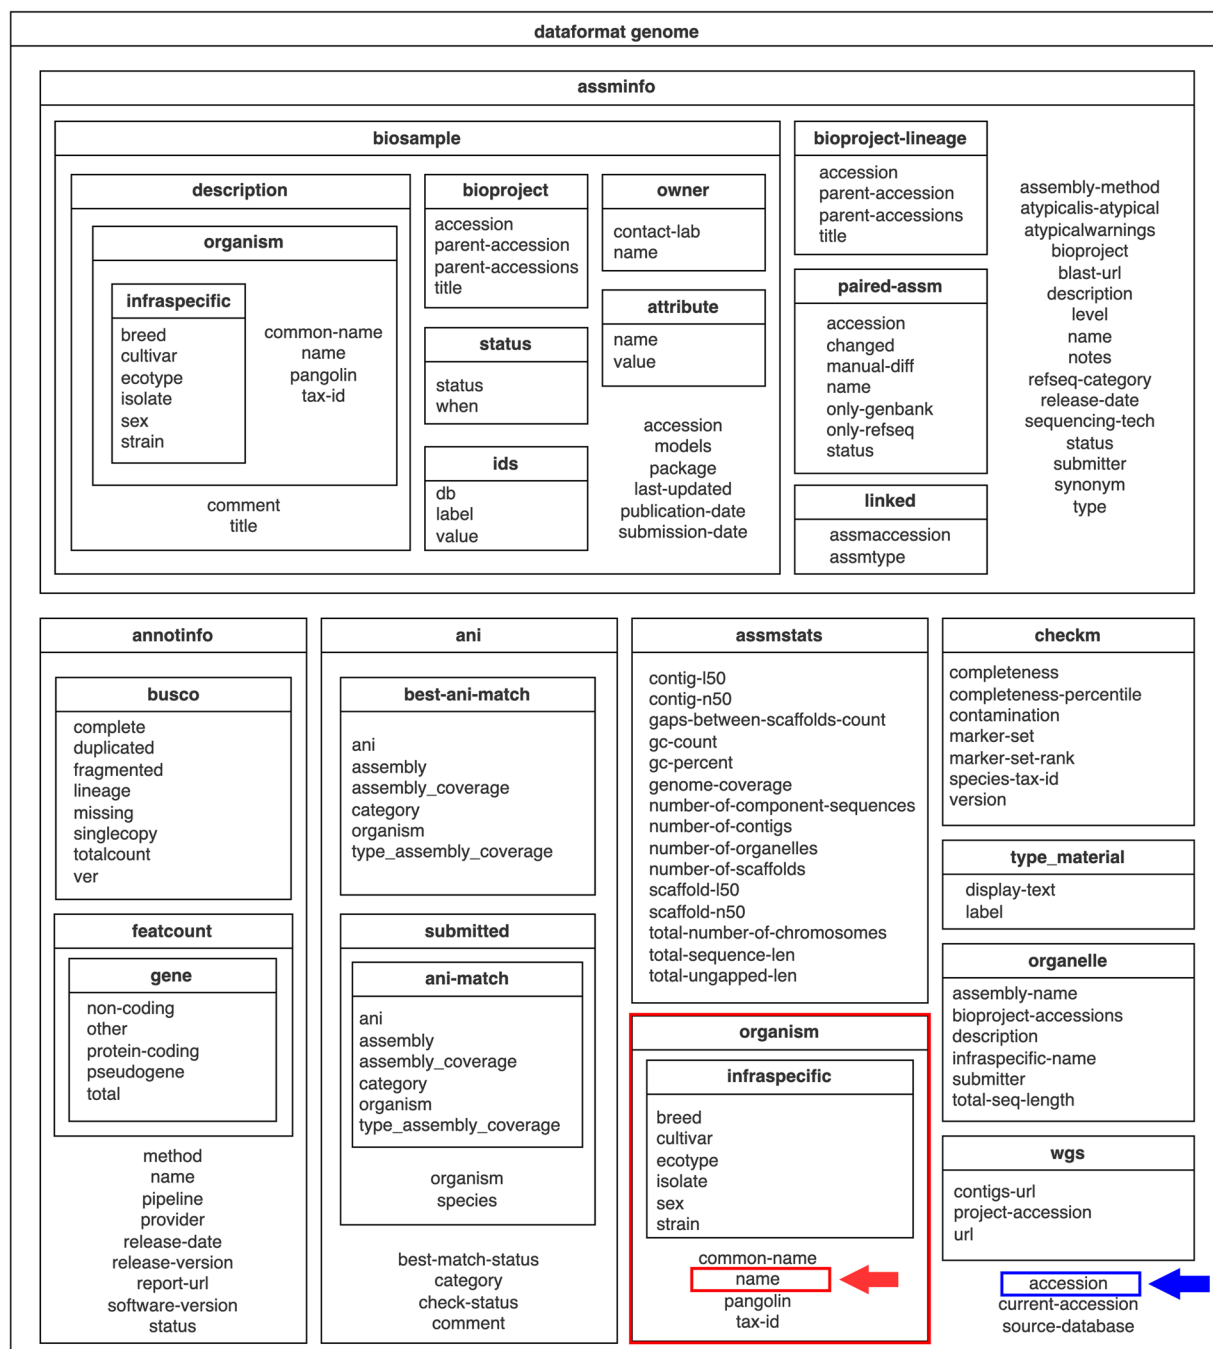 dataformat genome
assminfo
biosample
description
organism
infraspecific
breed
cultivar
ecotype
isolate
sex
strain
common-name
name
pangolin
tax-id
comment
title
bioproject
accession
parent-accession
parent-accessions
title
status
status
when
ids
db
label
value
owner
contact-lab
name
attribute
name
value
accession
models
package
last-updated
publication-date
submission-date
bioproject-lineage
accession
parent-accession
parent-accessions
title
paired-assm
accession
changed
manual-diff
name
only-genbank
only-refseq
status
linked
assmaccession
assmtype
assembly-method
atypicalis-atypical
atypicalwarnings
bioproject
blast-url
description
level
name
notes
refseq-category
release-date
sequencing-tech
status
submitter
synonym
type
annotinfo
busco
complete
duplicated
fragmented
lineage
missing
singlecopy
totalcount
ver
featcount
gene
non-coding
other
protein-coding
pseudogene
total
method
name
pipeline
provider
release-date
release-version
report-url
software-version
status
ani
best-ani-match
ani
assembly
assembly_coverage
category
organism
type_assembly_coverage
submitted
ani-match
ani
assembly
assembly_coverage
category
organism
type_assembly_coverage
organism
species
best-match-status
category
check-status
comment
assmstats
contig-l50
contig-n50
gaps-between-scaffolds-count
gc-count
gc-percent
genome-coverage
number-of-component-sequences
number-of-contigs
number-of-organelles
number-of-scaffolds
scaffold-l50
scaffold-n50
total-number-of-chromosomes
total-sequence-len
total-ungapped-len
organism
infraspecific
breed
cultivar
ecotype
isolate
sex
strain
common-name
name
pangolin
tax-id
checkm
completeness
completeness-percentile
contamination
marker-set
marker-set-rank
species-tax-id
version
type_material
display-text
label
organelle
assembly-name
bioproject-accessions
description
infraspecific-name
submitter
total-seq-length
wgs
contigs-url
project-accession
url
accession
current-accession
source-database